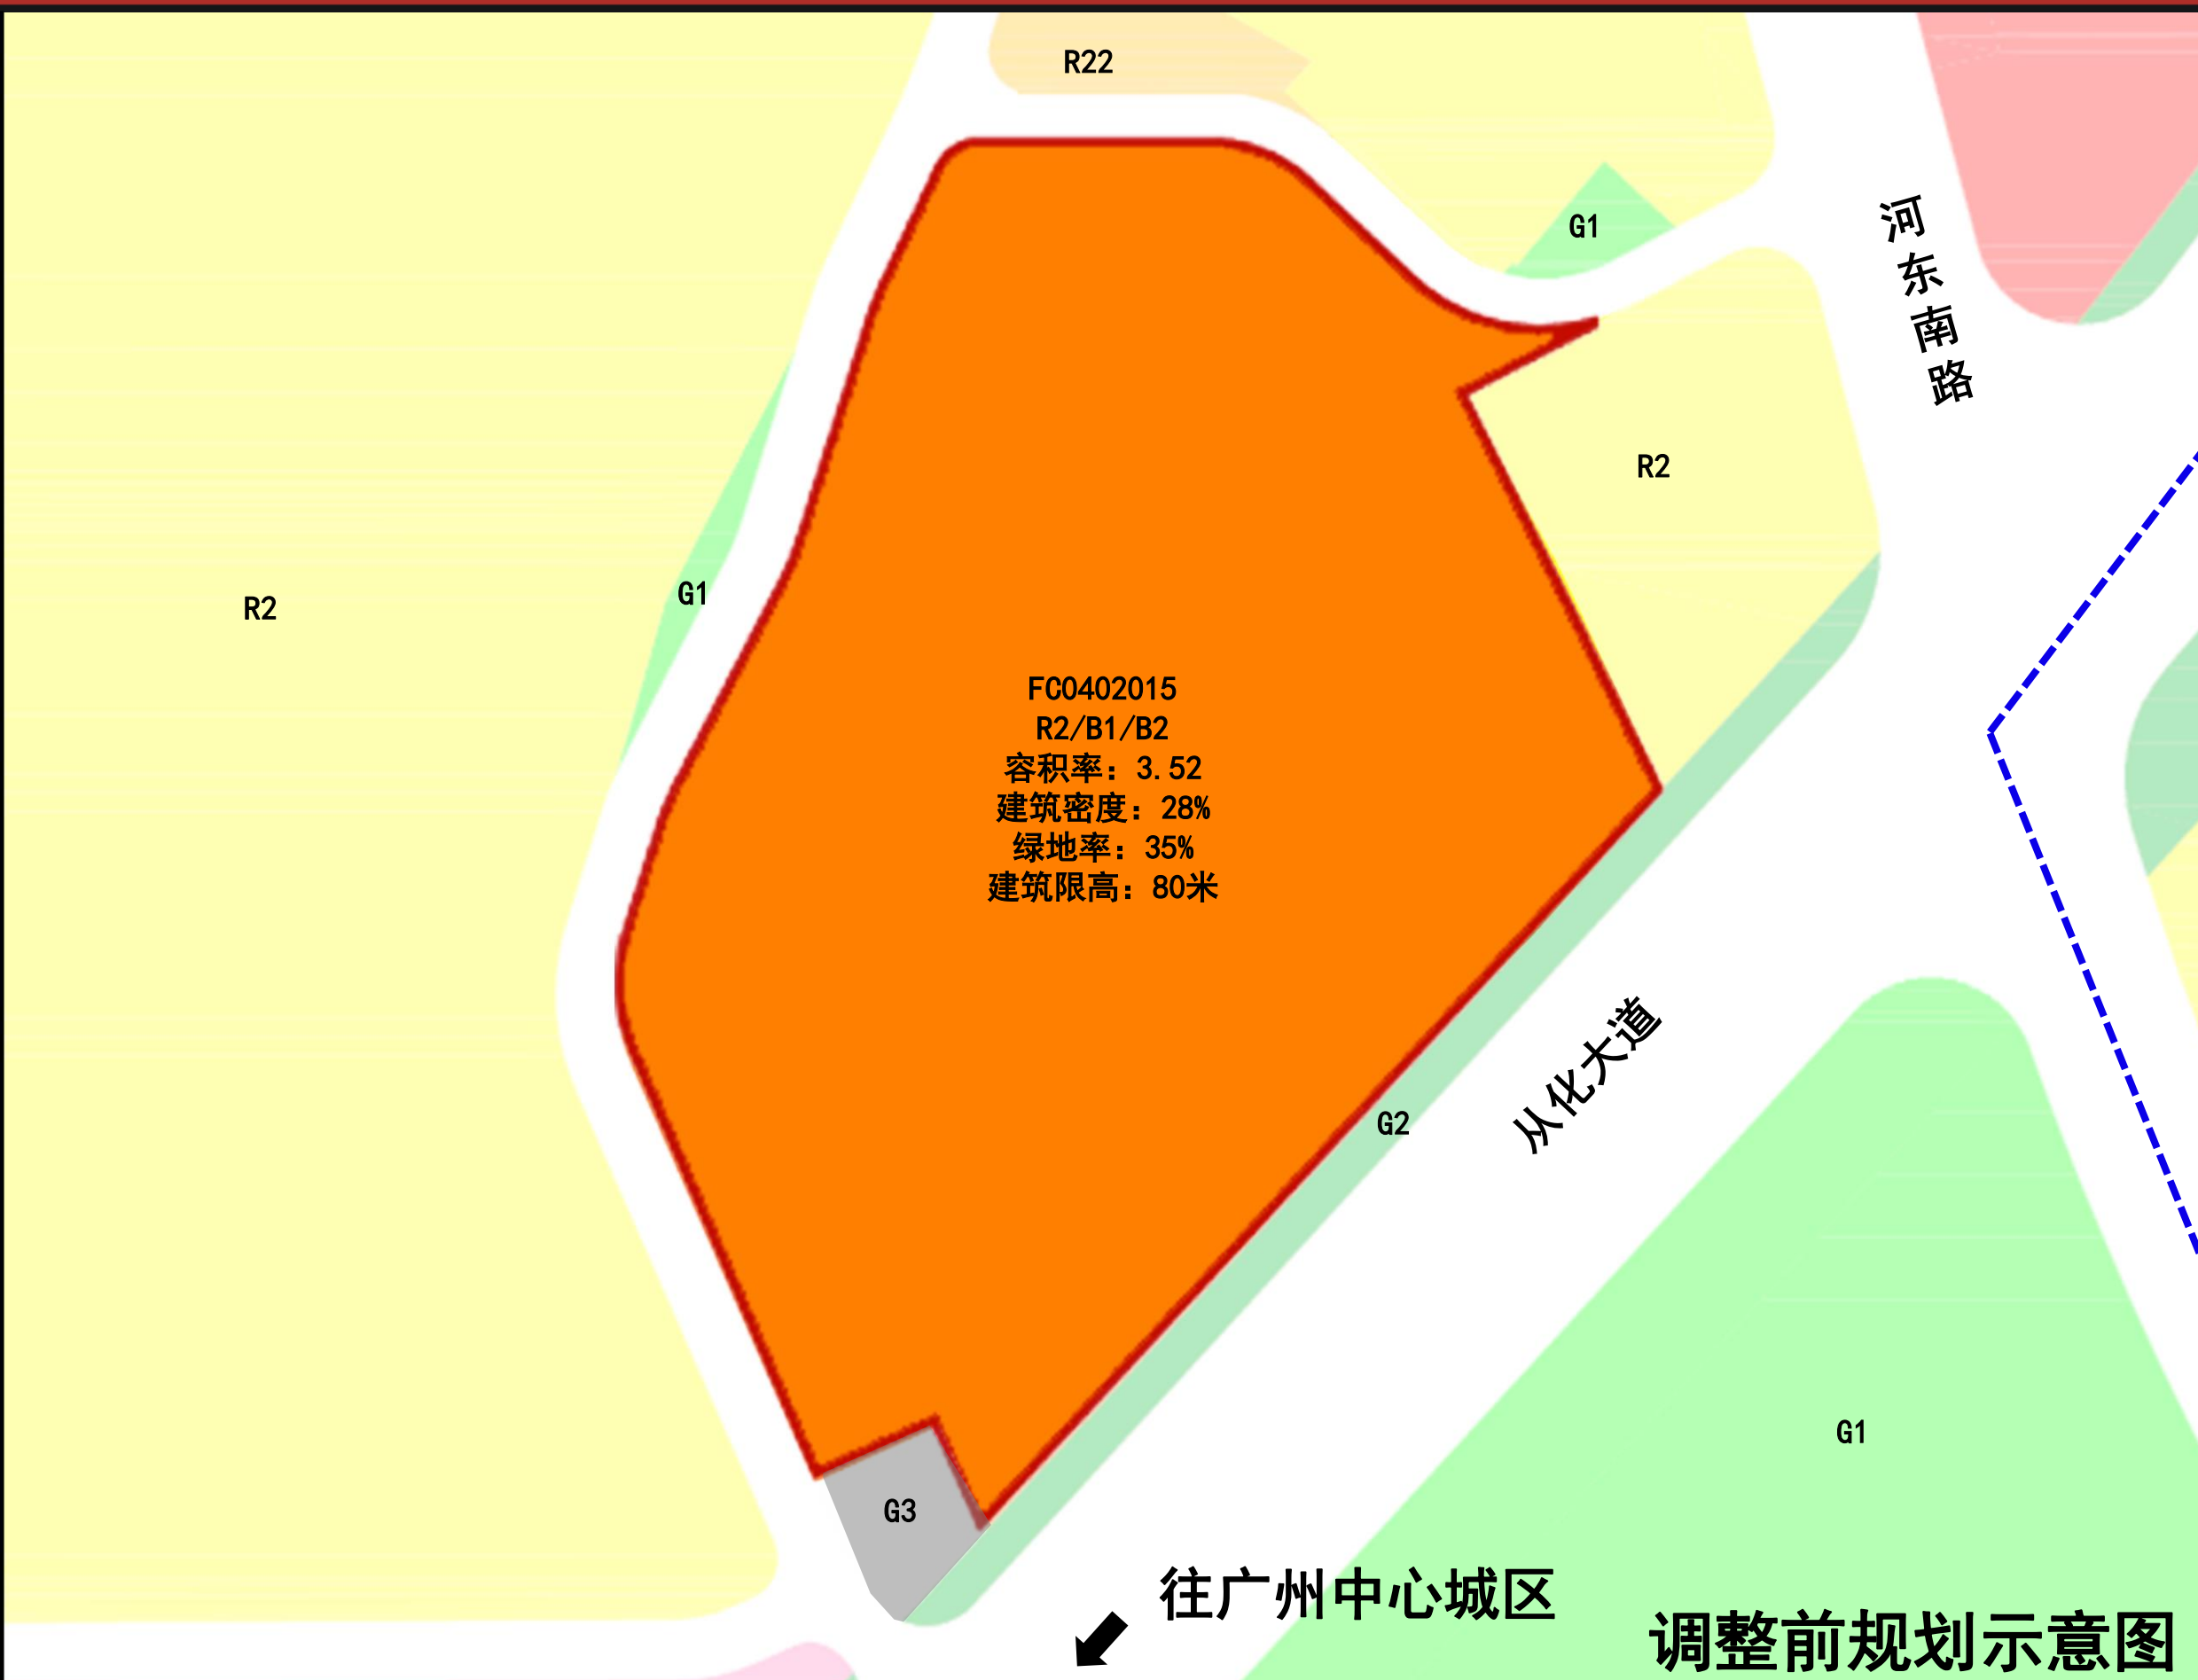 R22
G1
河东南路
R2
G1
R2
FC0402015
R2/B1/B2
容积率：3.52
建筑密度：28%
绿地率：35%
建筑限高：80米
从化大道
G2
G1
G3
往广州中心城区
调整前规划示意图